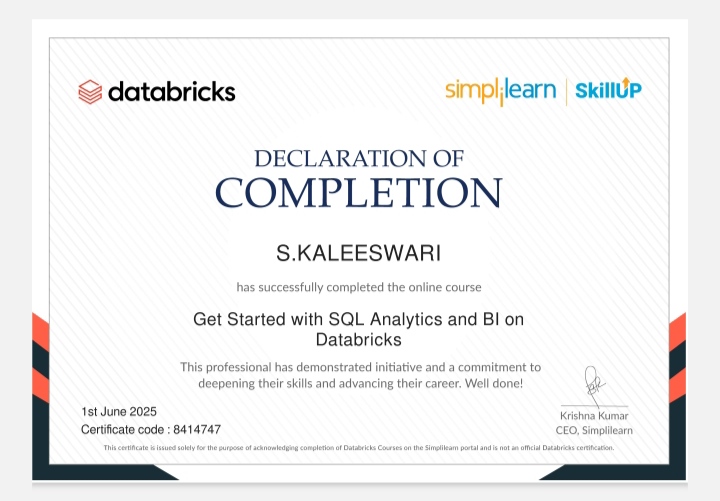 databricks
simplilearn | SkillUP
DECLARATION OF
COMPLETION
S.KALEESWARI
has successfully completed the online course
Get Started with SQL Analytics and BI on
Databricks
This professional has demonstrated initiative and a commitment to
deepening their skills and advancing their career. Well done!
1st June 2025
Certificate code : 8414747
Krishna Kumar
CEO, Simplilearn
This certificate is issued solely for the purpose of acknowledging completion of Databricks Courses on the Simplilearn portal and is not an official Databricks certification.